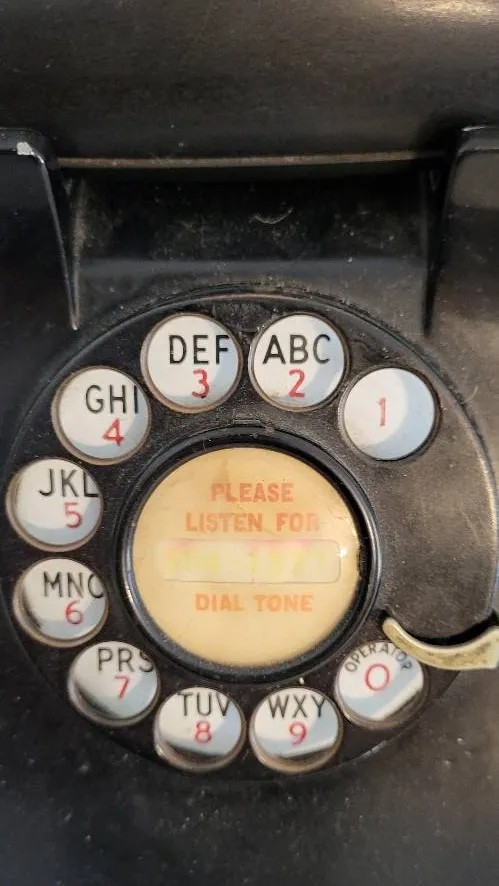 ABC
2
DEF
3
1
GHI
4
JKL
5
MNO
6
PRS
7
TUV
8
WXY
9
OPERATOR
0
PLEASE
LISTEN FOR
DIAL TONE